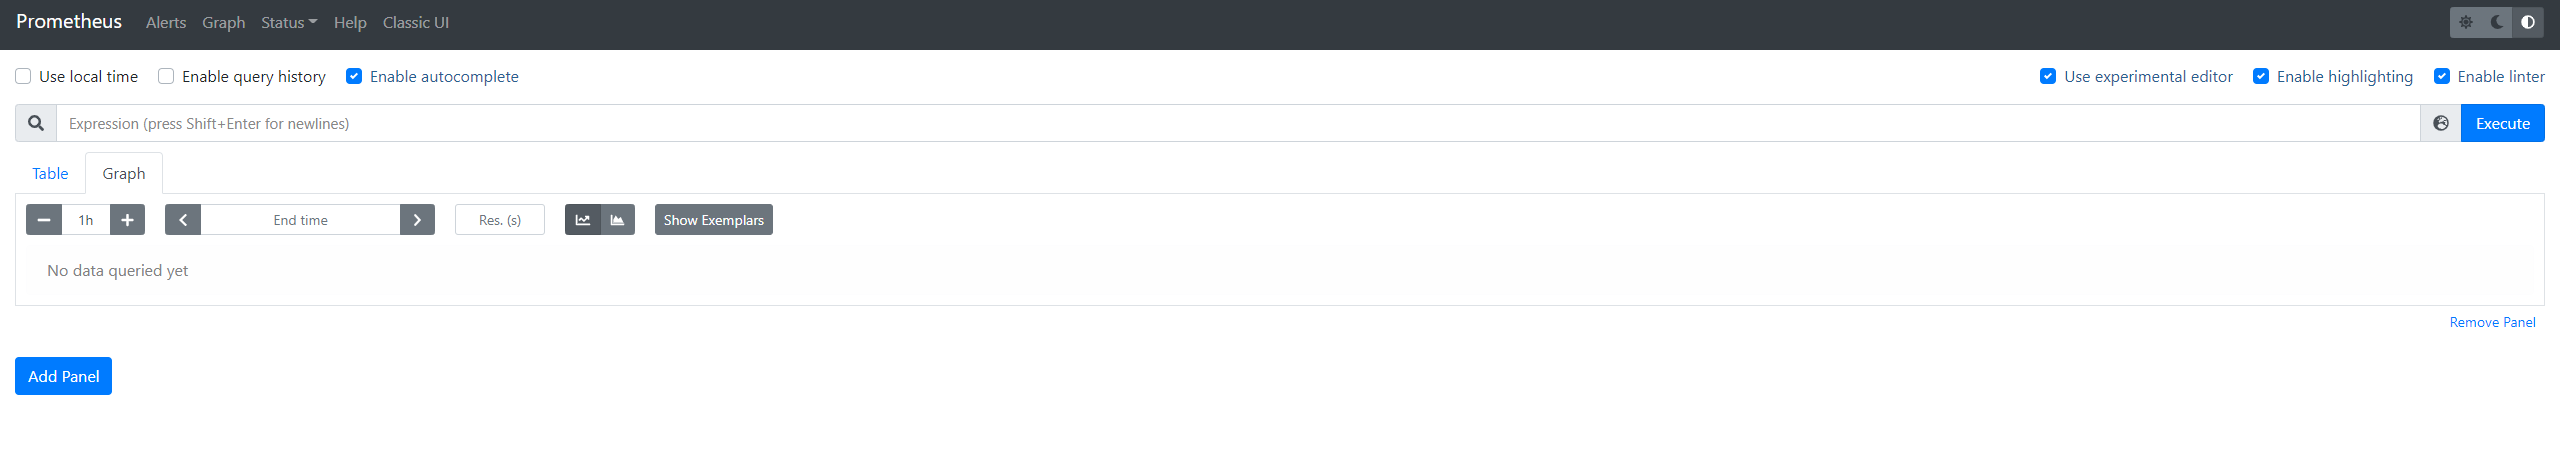 Prometheus Alerts Graph Status Help Classic UI
Use local time Enable query history Enable autocomplete Use experimental editor Enable highlighting Enable linter
Expression (press Shift+Enter for newlines) Execute
Table Graph
1h End time Res. (s) Show Exemplars
No data queried yet
Remove Panel
Add Panel